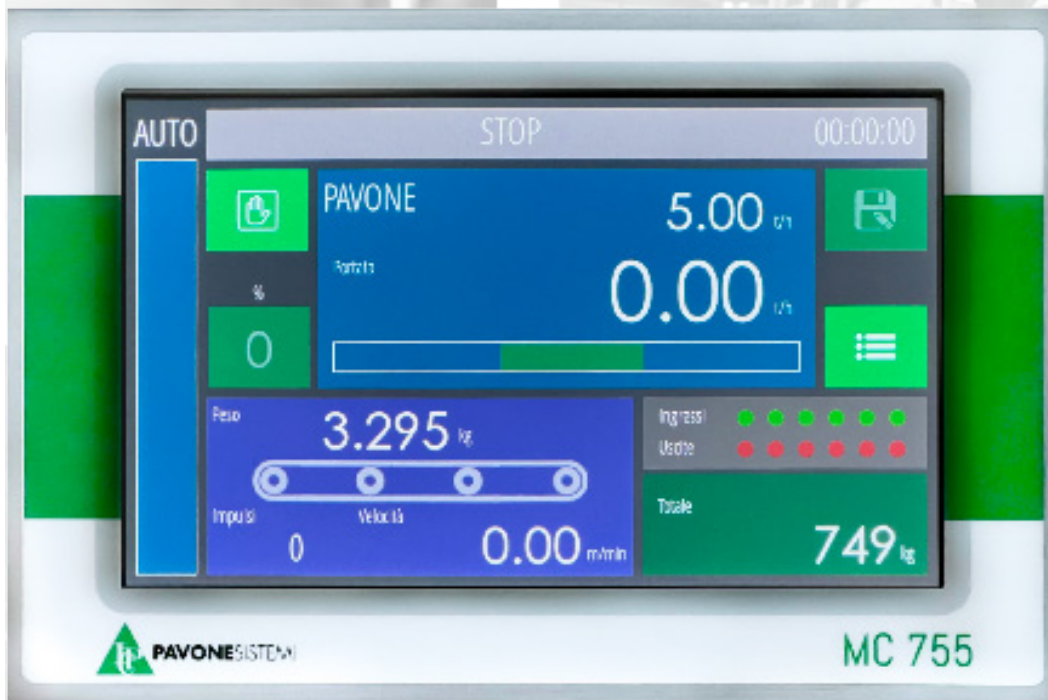 AUTO STOP 00:00:00
PAVONE 5.00 t/h
Portata
0.00 t/h
%
0
Peso
3.295 kg
Ingressi
Uscite
Impulsi Velocità
0 0.00 m/min
Totale
749 kg
PAVONESISTEMI
MC 755